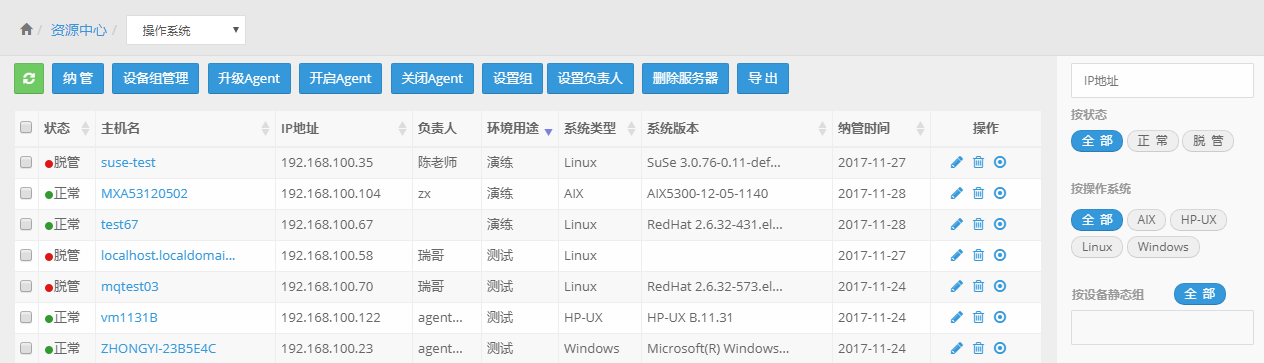 / 资源中心 / 操作系统
纳 管 设备组管理 升级Agent 开启Agent 关闭Agent 设置组 设置负责人 删除服务器 导 出
状态 主机名 IP地址 负责人 环境用途 系统类型 系统版本 纳管时间 操作
脱管 suse-test 192.168.100.35 陈老师 演练 Linux SuSe 3.0.76-0.11-def... 2017-11-27
正常 MXA53120502 192.168.100.104 zx 演练 AIX AIX5300-12-05-1140 2017-11-28
正常 test67 192.168.100.67 演练 Linux RedHat 2.6.32-431.el... 2017-11-28
脱管 localhost.localdomai... 192.168.100.58 瑞哥 测试 Linux 2017-11-27
脱管 mqtest03 192.168.100.70 瑞哥 测试 Linux RedHat 2.6.32-573.el... 2017-11-24
正常 vm1131B 192.168.100.122 agent... 测试 HP-UX HP-UX B.11.31 2017-11-24
正常 ZHONGYI-23B5E4C 192.168.100.23 agent... 测试 Windows Microsoft(R) Windows... 2017-11-24
IP地址
按状态
全 部 正 常 脱 管
按操作系统
全 部 AIX HP-UX
Linux Windows
按设备静态组 全 部